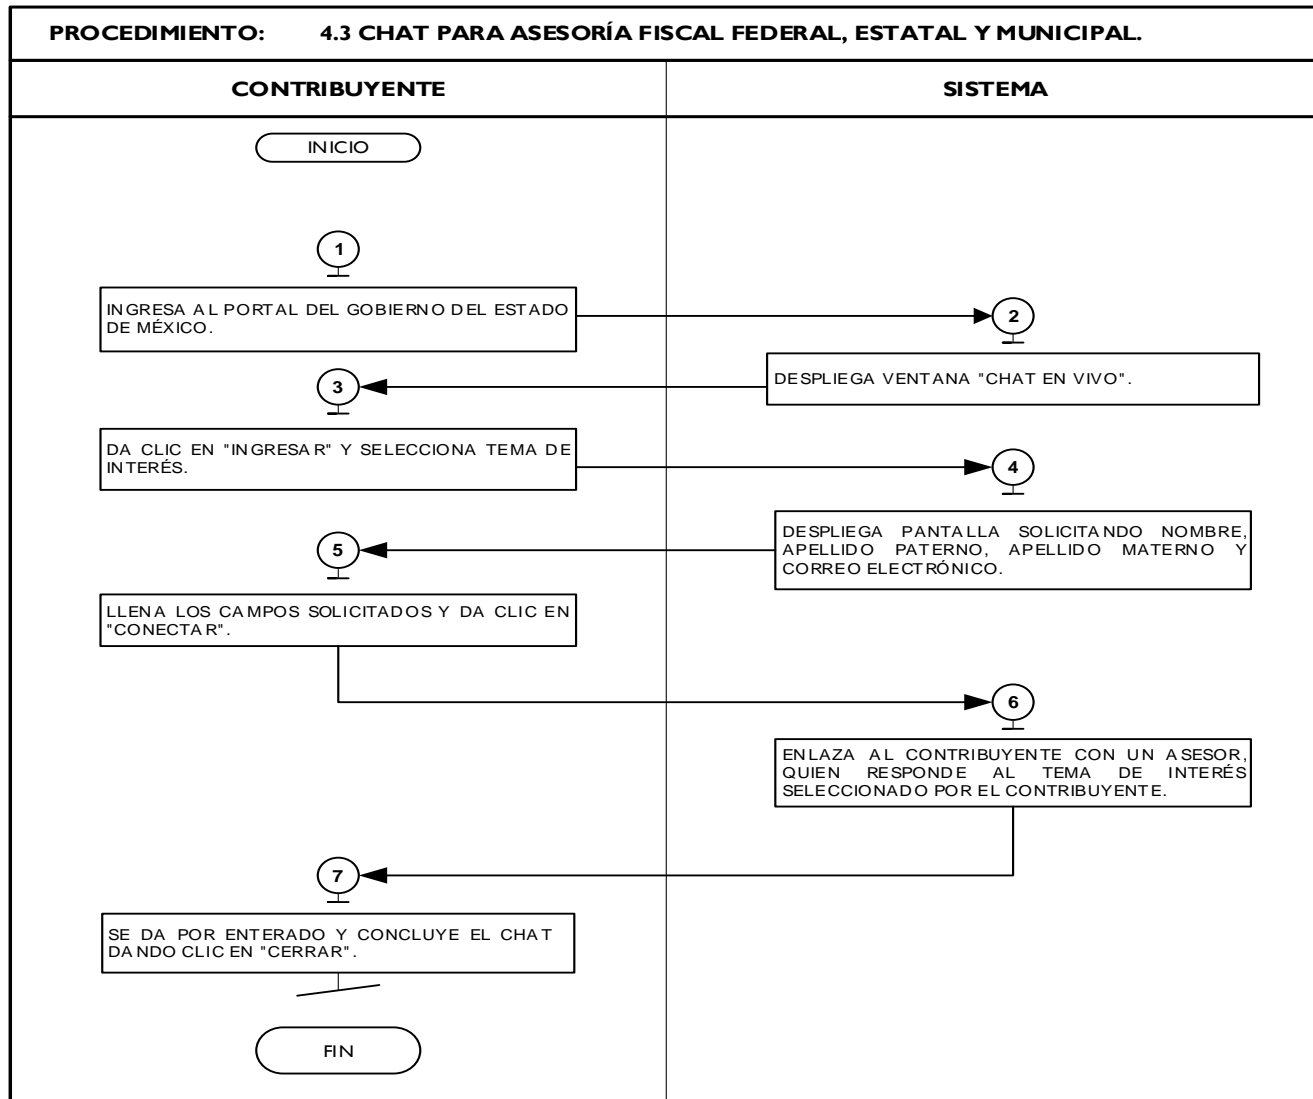 PROCEDIMIENTO: 4.3 CHAT PARA ASESORÍA FISCAL FEDERAL, ESTATAL Y MUNICIPAL.
CONTRIBUYENTE
SISTEMA
INICIO
1
INGRESA AL PORTAL DEL GOBIERNO DEL ESTADO
DE MÉXICO.
2
DESPLIEGA VENTANA "CHAT EN VIVO".
3
DA CLIC EN "INGRESAR" Y SELECCIONA TEMA DE
INTERÉS.
4
DESPLIEGA PANTALLA SOLICITANDO NOMBRE,
APELLIDO PATERNO, APELLIDO MATERNO Y
CORREO ELECTRÓNICO.
5
LLENA LOS CAMPOS SOLICITADOS Y DA CLIC EN
"CONECTAR".
6
ENLAZA AL CONTRIBUYENTE CON UN ASESOR,
QUIEN RESPONDE AL TEMA DE INTERÉS
SELECCIONADO POR EL CONTRIBUYENTE.
7
SE DA POR ENTERADO Y CONCLUYE EL CHAT
DANDO CLIC EN "CERRAR".
FIN